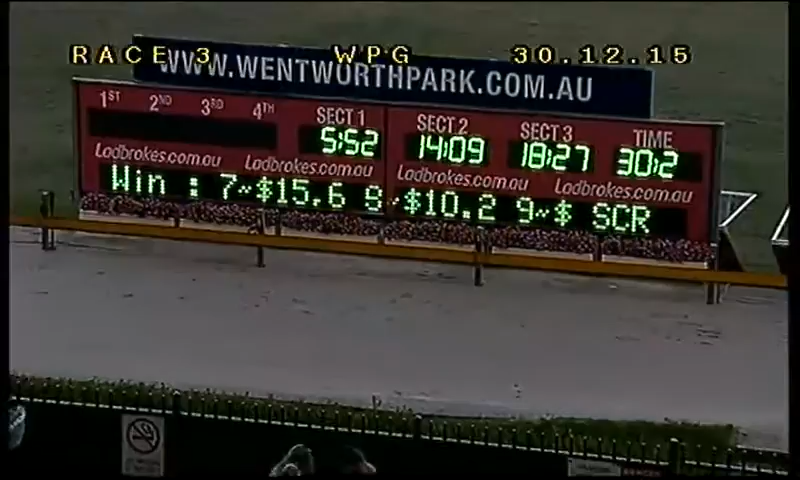 RACE 3 WPG 30.12.15
WWW.WENTWORTHPARK.COM.AU
1ST 2ND 3RD 4TH SECT 1 SECT 2 SECT 3 TIME
5:52 14:09 18:27 30:2
Ladbrokes.com.au Ladbrokes.com.au Ladbrokes.com.au Ladbrokes.com.au
Win : 7~$15.6 8~$10.2 9~$ SCR